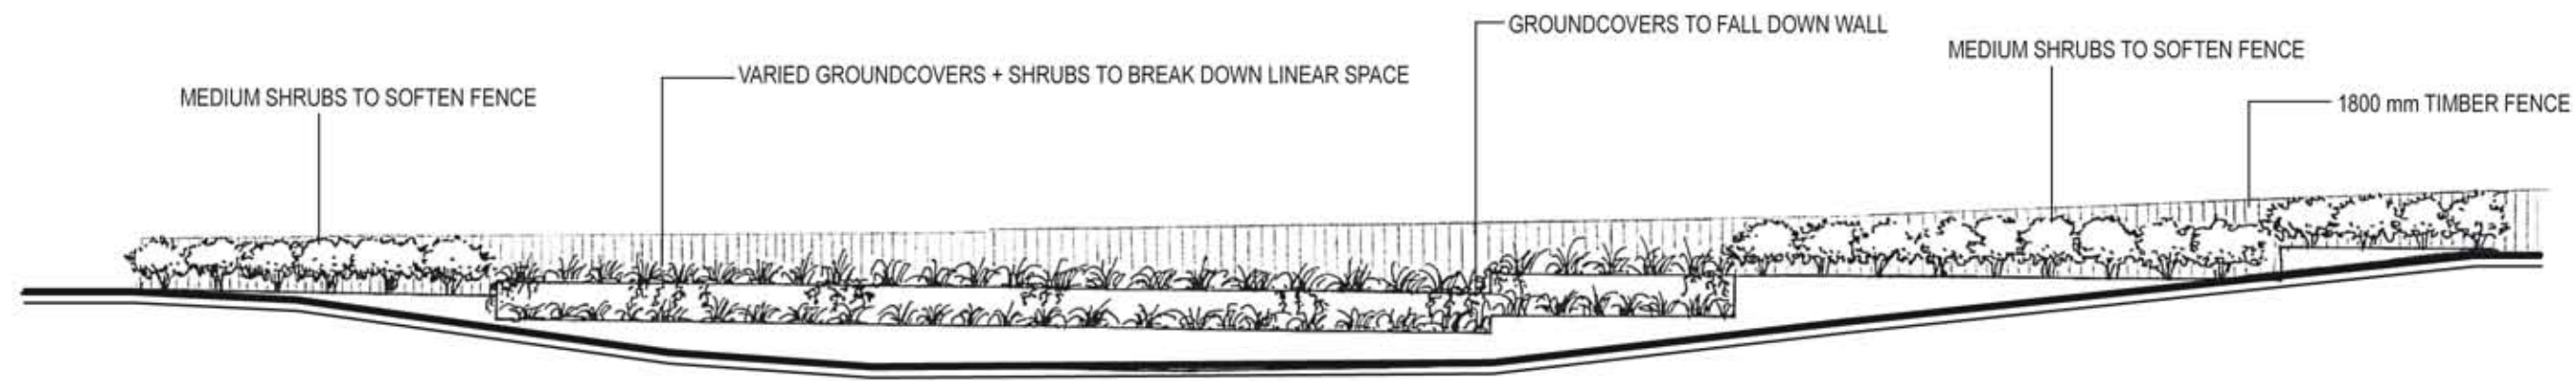 GROUNDCOVERS TO FALL DOWN WALL
MEDIUM SHRUBS TO SOFTEN FENCE
VARIED GROUNDCOVERS + SHRUBS TO BREAK DOWN LINEAR SPACE
MEDIUM SHRUBS TO SOFTEN FENCE
1800 mm TIMBER FENCE